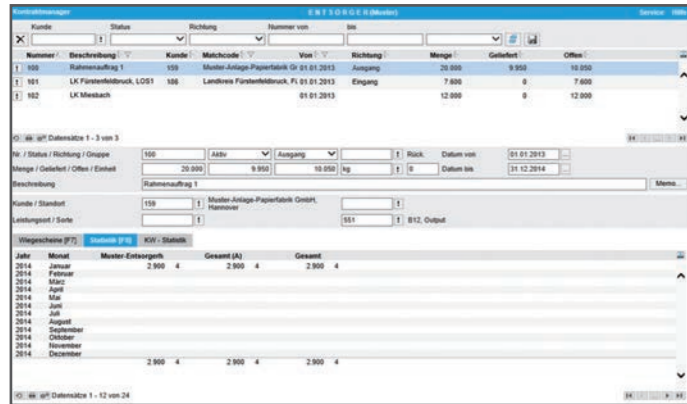 Kontraktmanager E N T S O R G E R (Muster) Service Hilfe
Kunde Status Richtung Nummer von bis
Nummer Beschreibung Kunde Matchcode Von Richtung Menge Geliefert Offen
100 Rahmenauftrag 1 159 Muster-Anlage-Papierfabrik G 01.01.2013 Ausgang 20.000 9.950 10.050
101 LK Fürstenfeldbruck, LOS1 186 Landkreis Fürstenfeldbruck, F 01.01.2013 Eingang 7.600 0 7.600
102 LK Miesbach 01.01.2013 12.000 0 12.000
Datensätze 1 - 3 von 3
Nr. / Status / Richtung / Gruppe 100 Aktiv Ausgang Rück. Datum von 01.01.2013
Menge / Geliefert / Offen / Einheit 20.000 9.950 10.050 kg 0 Datum bis 31.12.2014
Beschreibung Rahmenauftrag 1 Memo...
Kunde / Standort 159 Muster-Anlage-Papierfabrik GmbH,
Hannover
Leistungsort / Sorte 551 B12, Output
Wiegescheine [F7] Statistik [F8] KW - Statistik
Jahr Monat Muster-Entsorgerh Gesamt (A) Gesamt
2014 Januar 2.900 4 2.900 4 2.900 4
2014 Februar
2014 März
2014 April
2014 Mai
2014 Juni
2014 Juli
2014 August
2014 September
2014 Oktober
2014 November
2014 Dezember
2.900 4 2.900 4 2.900 4
Datensätze 1 - 12 von 24